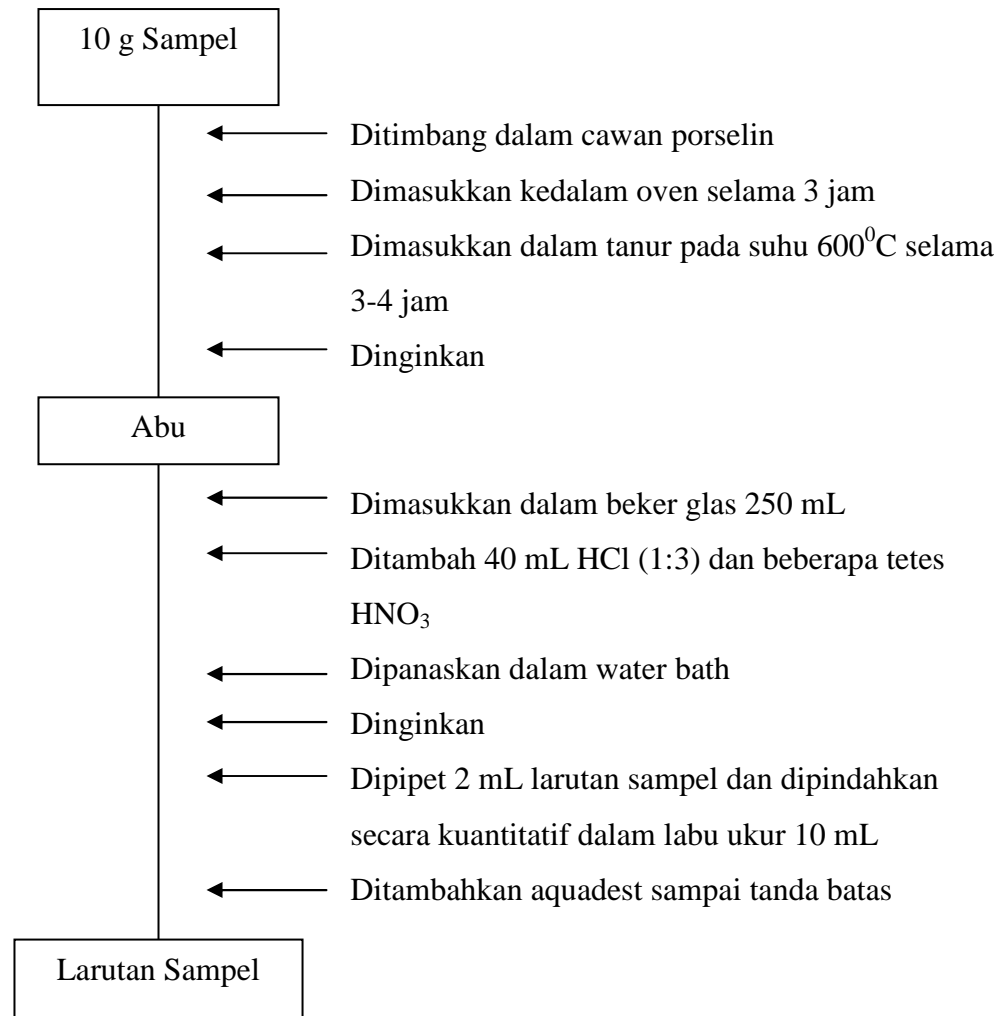 10 g Sampel
Ditimbang dalam cawan porselin
Dimasukkan kedalam oven selama 3 jam
Dimasukkan dalam tanur pada suhu 600⁰C selama
3-4 jam
Dinginkan
Abu
Dimasukkan dalam beker glas 250 mL
Ditambah 40 mL HCl (1:3) dan beberapa tetes
HNO₃
Dipanaskan dalam water bath
Dinginkan
Dipipet 2 mL larutan sampel dan dipindahkan
secara kuantitatif dalam labu ukur 10 mL
Ditambahkan aquadest sampai tanda batas
Larutan Sampel